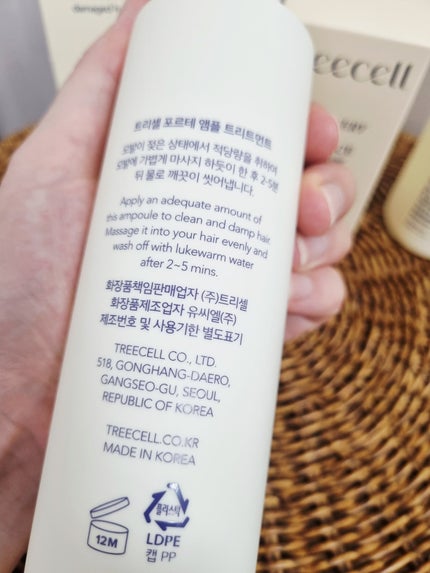 damaged h
eecell
트리셀 포르테 앰플 트리트먼트
모발이 젖은 상태에서 적당량을 취하여
모발에 가볍게 마사지 하듯이 한 후 2-5분
뒤 물로 깨끗이 씻어냅니다.
Apply an adequate amount of
this ampoule to clean and damp hair.
Massage it into your hair evenly and
wash off with lukewarm water
after 2~5 mins.
화장품책임판매업자 (주)트리셀
화장품제조업자 유씨엘(주)
제조번호 및 사용기한 별도표기
TREECELL CO., LTD.
518, GONGHANG-DAERO,
GANGSEO-GU, SEOUL,
REPUBLIC OF KOREA
TREECELL.CO.KR
MADE IN KOREA
12M
플라스틱
LDPE
캡 PP